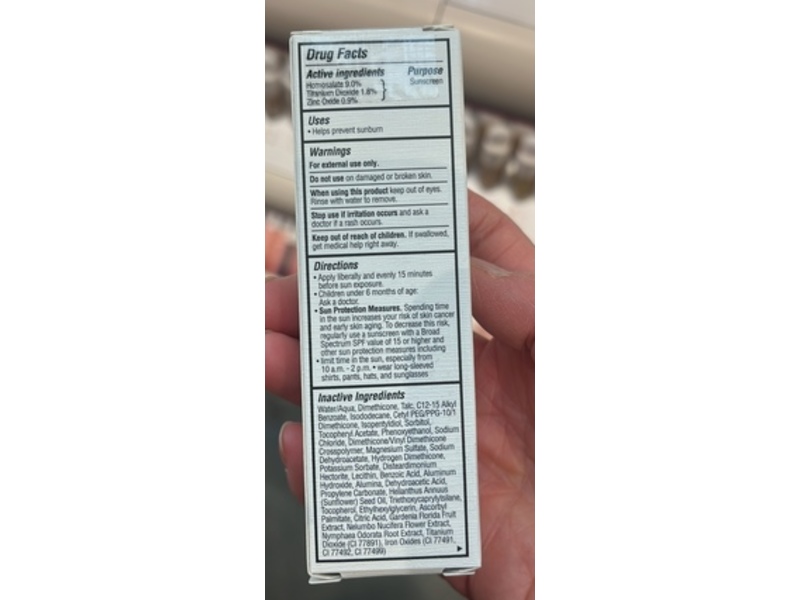 Drug Facts
Active ingredients Purpose
Homosalate 9.0% Sunscreen
Titanium Dioxide 1.8%
Zinc Oxide 0.9%
Uses
• Helps prevent sunburn
Warnings
For external use only.
Do not use on damaged or broken skin.
When using this product keep out of eyes.
Rinse with water to remove.
Stop use if irritation occurs and ask a
doctor if a rash occurs.
Keep out of reach of children. If swallowed,
get medical help right away.
Directions
• Apply liberally and evenly 15 minutes
before sun exposure.
• Children under 6 months of age:
Ask a doctor.
• Sun Protection Measures. Spending time
in the sun increases your risk of skin cancer
and early skin aging. To decrease this risk,
regularly use a sunscreen with a Broad
Spectrum SPF value of 15 or higher and
other sun protection measures including
• limit time in the sun, especially from
10 a.m. - 2 p.m. • wear long-sleeved
shirts, pants, hats, and sunglasses
Inactive Ingredients
Water/Aqua, Dimethicone, Talc, C12-15 Alkyl
Benzoate, Isododecane, Cetyl PEG/PPG-10/1
Dimethicone, Isopentyldiol, Sorbitol,
Tocopheryl Acetate, Phenoxyethanol, Sodium
Chloride, Dimethicone/Vinyl Dimethicone
Crosspolymer, Magnesium Sulfate, Sodium
Dehydroacetate, Hydrogen Dimethicone,
Potassium Sorbate, Disteardimonium
Hectorite, Lecithin, Benzoic Acid, Aluminum
Hydroxide, Alumina, Dehydroacetic Acid,
Propylene Carbonate, Helianthus Annuus
(Sunflower) Seed Oil, Triethoxycaprylylsilane,
Tocopherol, Ethylhexylglycerin, Ascorbyl
Palmitate, Citric Acid, Gardenia Florida Fruit
Extract, Nelumbo Nucifera Flower Extract,
Nymphaea Odorata Root Extract, Titanium
Dioxide (CI 77891), Iron Oxides (CI 77491,
CI 77492, CI 77499)